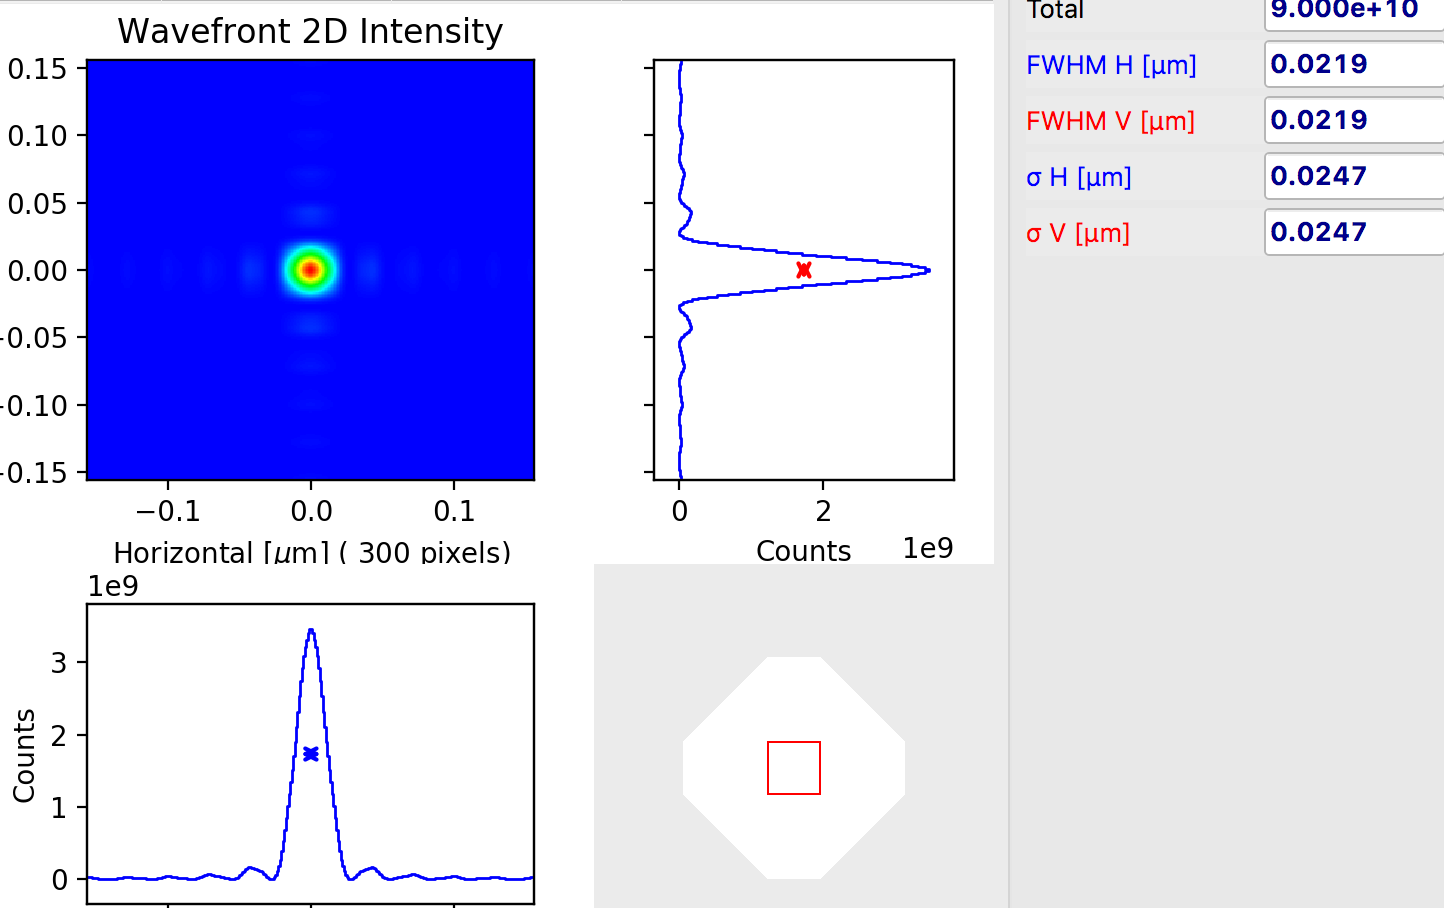 Wavefront 2D Intensity
0.15
0.10
0.05
0.00
-0.05
-0.10
-0.15
−0.1 0.0 0.1
Horizontal [μm] ( 300 pixels)
0 2
Counts 1e9
1e9
3
2
1
0
Counts
Total 9.000e+10
FWHM H [μm] 0.0219
FWHM V [μm] 0.0219
σ H [μm] 0.0247
σ V [μm] 0.0247